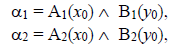 α1 = A1(x0) ∧ B1(y0),
α2 = A2(x0) ∧ B2(y0),